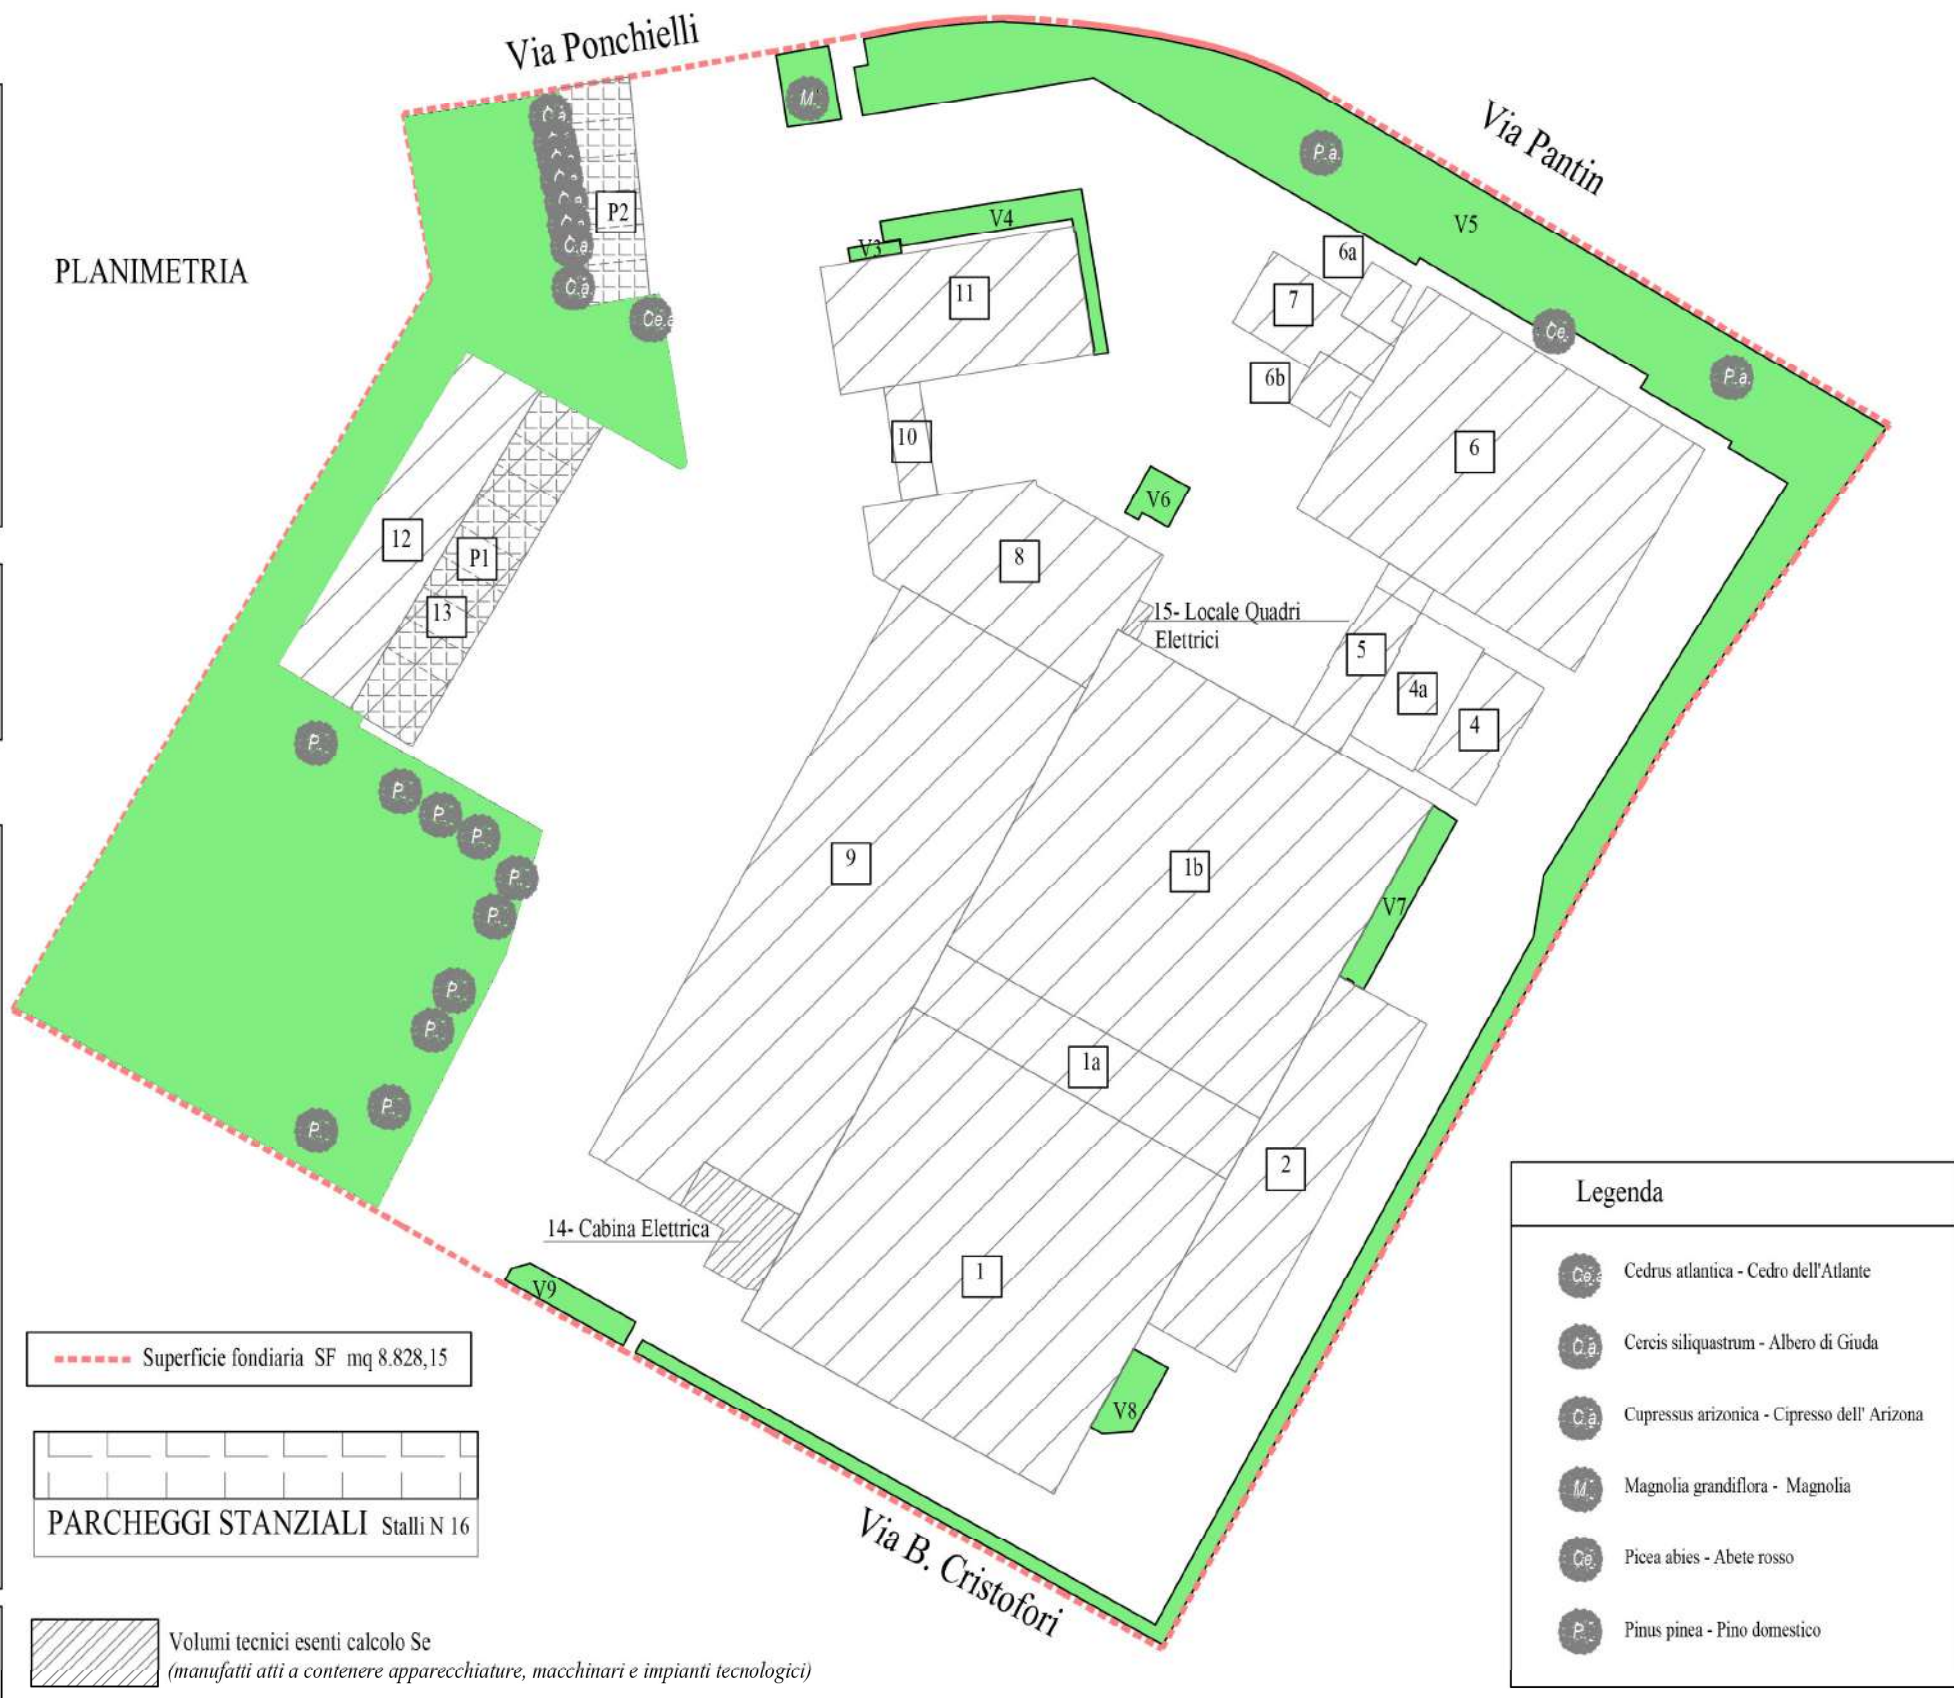 Via Ponchielli
Via Pantin
PLANIMETRIA
M.
C.a.
C.a
C.a.
Ce.a
P2
P.a.
V5
V4
V3
11
6a
7
6b
Ce.
P.a.
6
10
V6
8
12
P1
13
15- Locale Quadri
Elettrici
5
4a
4
P.
P.
P.
P.
P.
P.
P.
P.
P.
P.
9
1b
V7
1a
2
14- Cabina Elettrica
1
V9
V8
Via B. Cristofori
Superficie fondiaria SF mq 8.828,15
PARCHEGGI STANZIALI Stalli N 16
Volumi tecnici esenti calcolo Se
(manufatti atti a contenere apparecchiature, macchinari e impianti tecnologici)
Legenda
Ce.a Cedrus atlantica - Cedro dell'Atlante
C.a. Cercis siliquastrum - Albero di Giuda
C.a. Cupressus arizonica - Cipresso dell' Arizona
M. Magnolia grandiflora - Magnolia
Ce. Picea abies - Abete rosso
P. Pinus pinea - Pino domestico